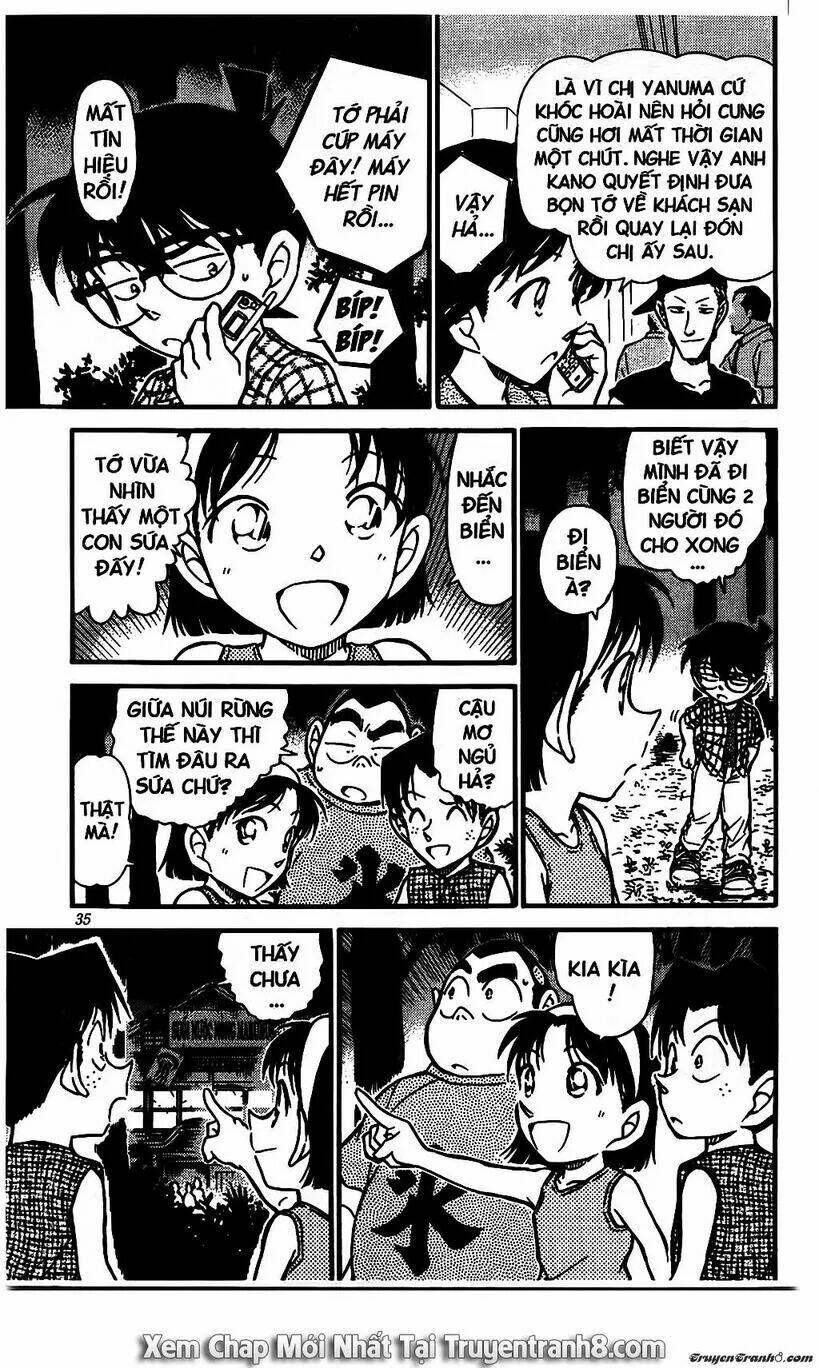 LÀ VÌ CHỊ YANUMA CỨ
KHÓC HOÀI NÊN HỎI CUNG
CŨNG HƠI MẤT THỜI GIAN
MỘT CHÚT. NGHE VẬY ANH
KANO QUYẾT ĐỊNH ĐƯA
BỌN TỚ VỀ KHÁCH SẠN
RỒI QUAY LẠI ĐÓN
CHỊ ẤY SAU.
VẬY
HẢ...
TỚ PHẢI
CÚP MÁY
ĐÂY! MÁY
HẾT PIN
RỒI...
BÍP!
BÍP!
MẤT
TÍN
HIỆU
RỒI!
BIẾT VẬY
MÌNH ĐÃ ĐI
BIỂN CÙNG 2
NGƯỜI ĐÓ
CHO XONG
...
ĐI
BIỂN
À?
NHẮC
ĐẾN
BIỂN
...
TỚ VỪA
NHÌN
THẤY MỘT
CON SỨA
ĐẤY!
CẬU
MƠ
NGỦ
HẢ?
GIỮA NÚI RỪNG
THẾ NÀY THÌ
TÌM ĐÂU RA
SỨA CHỨ?
THẬT
MÀ!
氷
35
KIA KÌA
!
氷
THẤY
CHƯA
...
Xem Chap Mới Nhất Tại Truyentranh8.com
TruyenTranh8.com